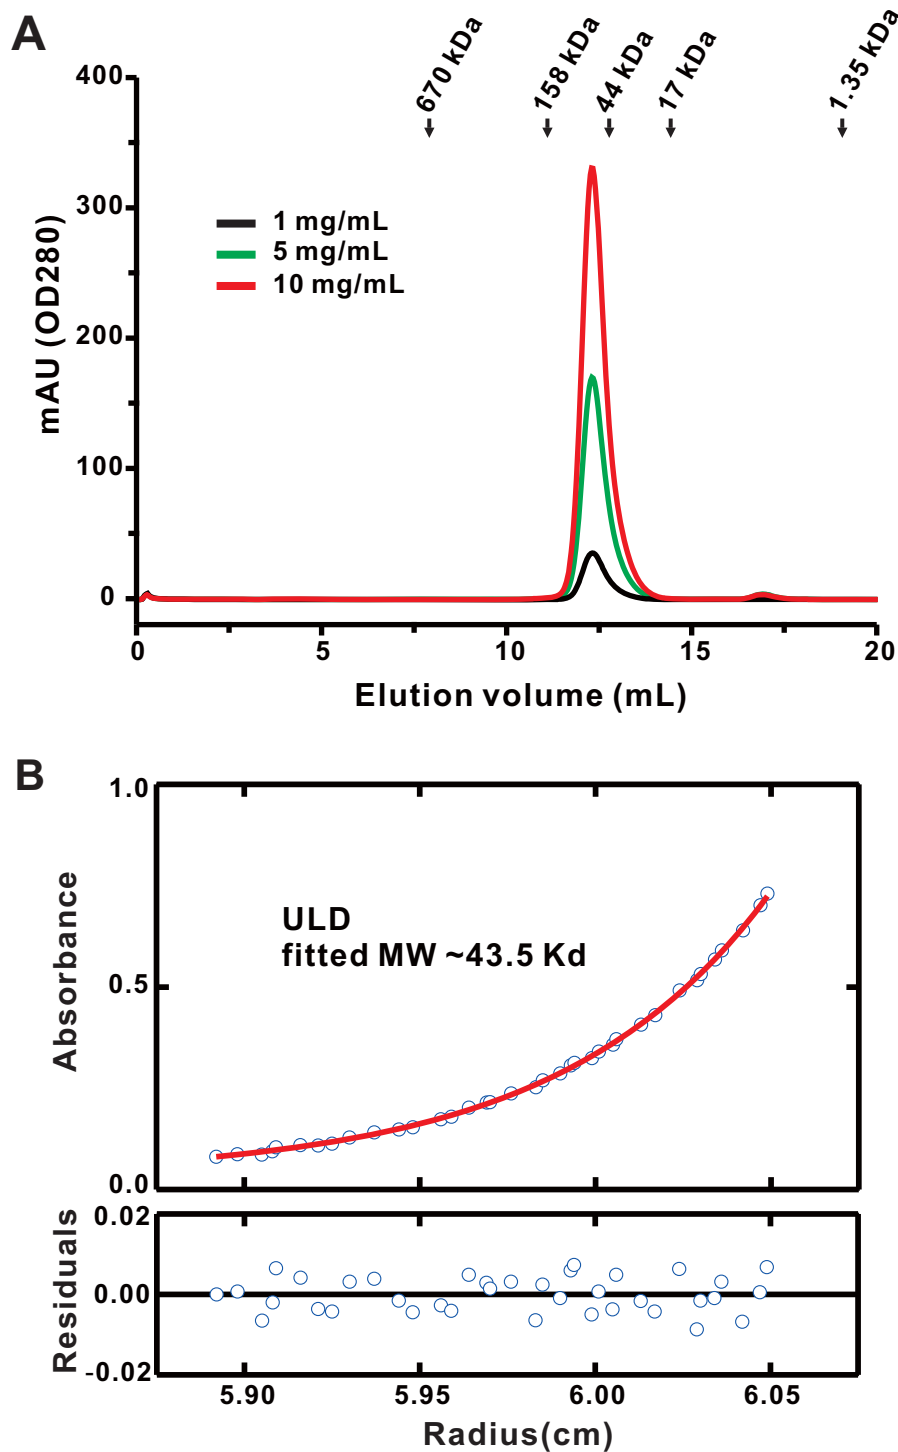 A
670 kDa
158 kDa
44 kDa
17 kDa
1.35 kDa
400
300
200
100
0
mAU (OD280)
1 mg/mL
5 mg/mL
10 mg/mL
0
5
10
15
20
Elution volume (mL)
B
1.0
0.5
0.0
Absorbance
ULD
fitted MW ~43.5 Kd
0.02
0.00
-0.02
Residuals
5.90
5.95
6.00
6.05
Radius(cm)